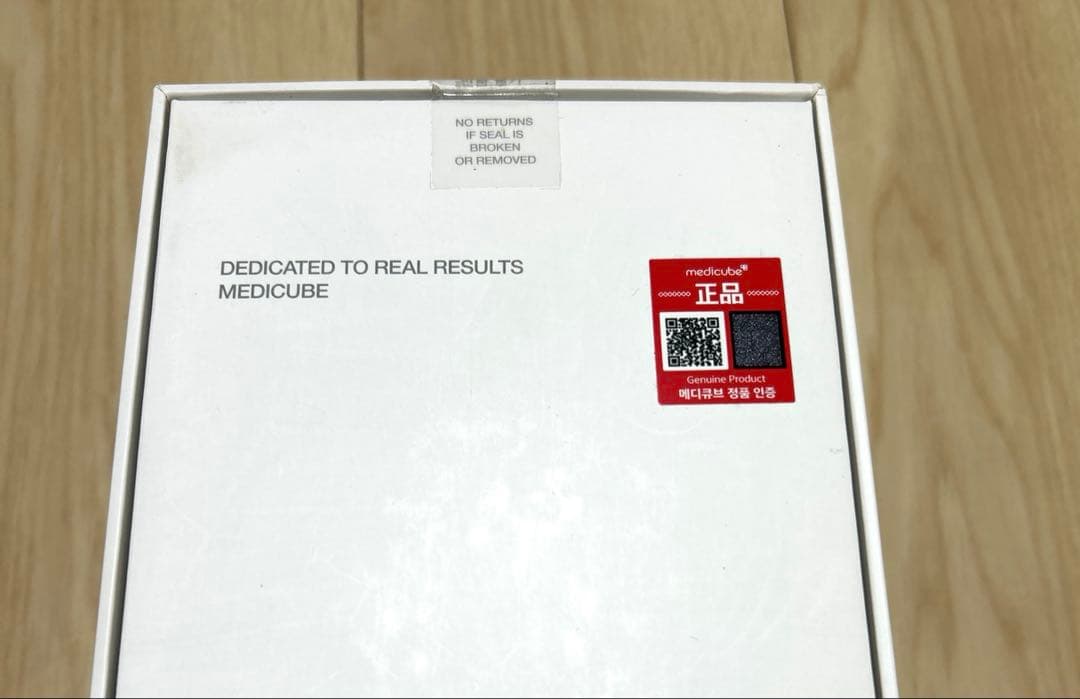 NO RETURNS
IF SEAL IS
BROKEN
OR REMOVED
DEDICATED TO REAL RESULTS
MEDICUBE
medicube
正品
Genuine Product
메디큐브 정품 인증